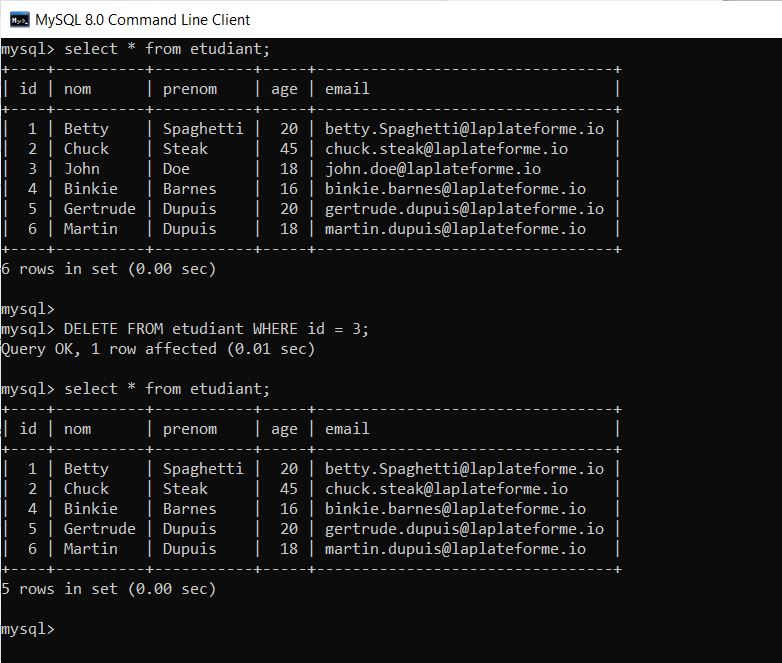 MySQL 8.0 Command Line Client
mysql> select * from etudiant;
+----+----------+-----------+-----+---------------------------------+
| id | nom      | prenom    | age | email                           |
+----+----------+-----------+-----+---------------------------------+
|  1 | Betty    | Spaghetti |  20 | betty.Spaghetti@laplateforme.io |
|  2 | Chuck    | Steak     |  45 | chuck.steak@laplateforme.io     |
|  3 | John     | Doe       |  18 | john.doe@laplateforme.io        |
|  4 | Binkie   | Barnes    |  16 | binkie.barnes@laplateforme.io   |
|  5 | Gertrude | Dupuis    |  20 | gertrude.dupuis@laplateforme.io |
|  6 | Martin   | Dupuis    |  18 | martin.dupuis@laplateforme.io   |
+----+----------+-----------+-----+---------------------------------+
6 rows in set (0.00 sec)
mysql>
mysql> DELETE FROM etudiant WHERE id = 3;
Query OK, 1 row affected (0.01 sec)
mysql> select * from etudiant;
+----+----------+-----------+-----+---------------------------------+
| id | nom      | prenom    | age | email                           |
+----+----------+-----------+-----+---------------------------------+
|  1 | Betty    | Spaghetti |  20 | betty.Spaghetti@laplateforme.io |
|  2 | Chuck    | Steak     |  45 | chuck.steak@laplateforme.io     |
|  4 | Binkie   | Barnes    |  16 | binkie.barnes@laplateforme.io   |
|  5 | Gertrude | Dupuis    |  20 | gertrude.dupuis@laplateforme.io |
|  6 | Martin   | Dupuis    |  18 | martin.dupuis@laplateforme.io   |
+----+----------+-----------+-----+---------------------------------+
5 rows in set (0.00 sec)
mysql>